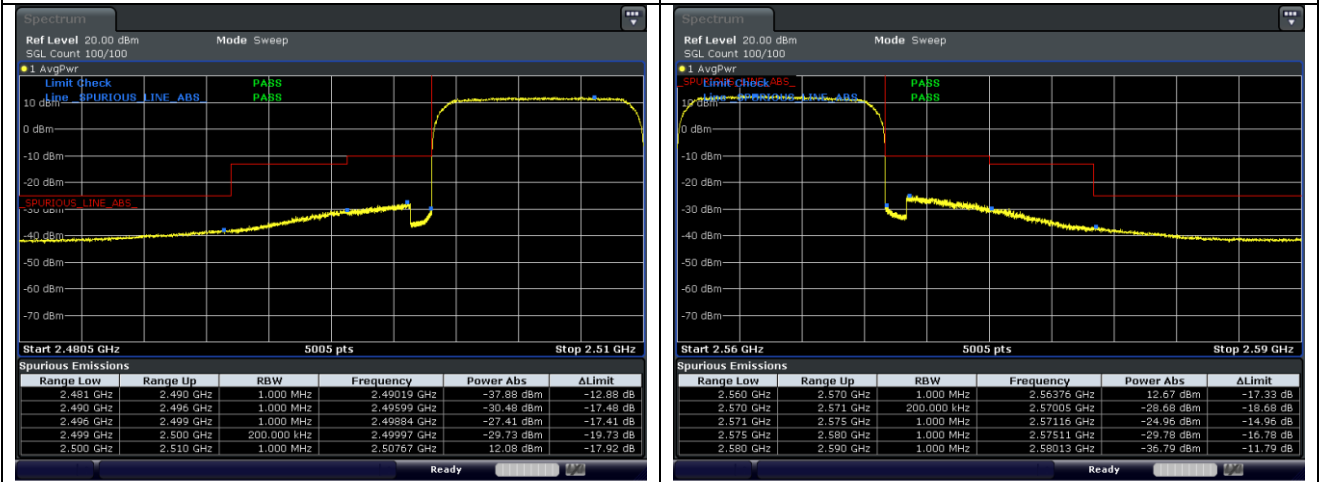 Spectrum
Ref Level 20.00 dBm Mode Sweep
SGL Count 100/100
1 AvgPwr
Limit Check PASS
Line _SPURIOUS_LINE_ABS_ PASS
10 dBm
0 dBm
-10 dBm
-20 dBm
_SPURIOUS_LINE_ABS_
-30 dBm
-40 dBm
-50 dBm
-60 dBm
-70 dBm
Start 2.4805 GHz 5005 pts Stop 2.51 GHz
Spurious Emissions
Range Low Range Up RBW Frequency Power Abs ΔLimit
2.481 GHz 2.490 GHz 1.000 MHz 2.49019 GHz -37.88 dBm -12.88 dB
2.490 GHz 2.496 GHz 1.000 MHz 2.49599 GHz -30.48 dBm -17.48 dB
2.496 GHz 2.499 GHz 1.000 MHz 2.49884 GHz -27.41 dBm -17.41 dB
2.499 GHz 2.500 GHz 200.000 kHz 2.49997 GHz -29.73 dBm -19.73 dB
2.500 GHz 2.510 GHz 1.000 MHz 2.50767 GHz 12.08 dBm -17.92 dB
Ready
Spectrum
Ref Level 20.00 dBm Mode Sweep
SGL Count 100/100
1 AvgPwr
_SPURIOUS_LINE_ABS_
Limit Check PASS
Line _SPURIOUS_LINE_ABS_ PASS
10 dBm
0 dBm
-10 dBm
-20 dBm
-30 dBm
-40 dBm
-50 dBm
-60 dBm
-70 dBm
Start 2.56 GHz 5005 pts Stop 2.59 GHz
Spurious Emissions
Range Low Range Up RBW Frequency Power Abs ΔLimit
2.560 GHz 2.570 GHz 1.000 MHz 2.56376 GHz 12.67 dBm -17.33 dB
2.570 GHz 2.571 GHz 200.000 kHz 2.57005 GHz -28.68 dBm -18.68 dB
2.571 GHz 2.575 GHz 1.000 MHz 2.57116 GHz -24.96 dBm -14.96 dB
2.575 GHz 2.580 GHz 1.000 MHz 2.57511 GHz -29.78 dBm -16.78 dB
2.580 GHz 2.590 GHz 1.000 MHz 2.58013 GHz -36.79 dBm -11.79 dB
Ready